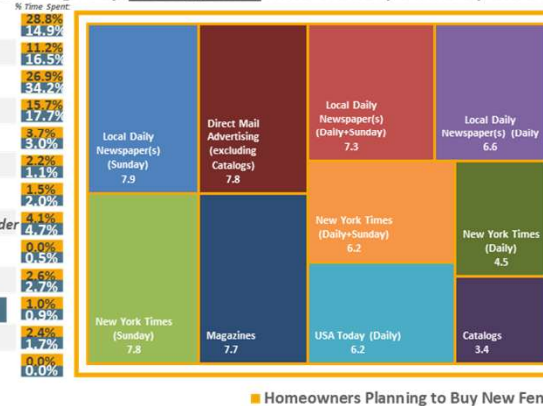 % Time Spent
28.8%
14.9%
11.2%
16.5%
26.9%
34.2%
15.7%
17.7%
3.7%
3.0%
2.2%
1.1%
1.5%
2.0%
der
4.1%
4.7%
0.0%
0.5%
2.6%
2.7%
1.0%
0.9%
2.4%
1.7%
0.0%
0.0%
Local Daily
Newspaper(s)
(Sunday)
7.9
Direct Mail
Advertising
(excluding
Catalogs)
7.8
Local Daily
Newspaper(s)
(Daily+Sunday)
7.3
Local Daily
Newspaper(s) (Daily
6.6
New York Times
(Sunday)
7.8
Magazines
7.7
New York Times
(Daily+Sunday)
6.2
New York Times
(Daily)
4.5
USA Today (Daily)
6.2
Catalogs
3.4
Homeowners Planning to Buy New Fen